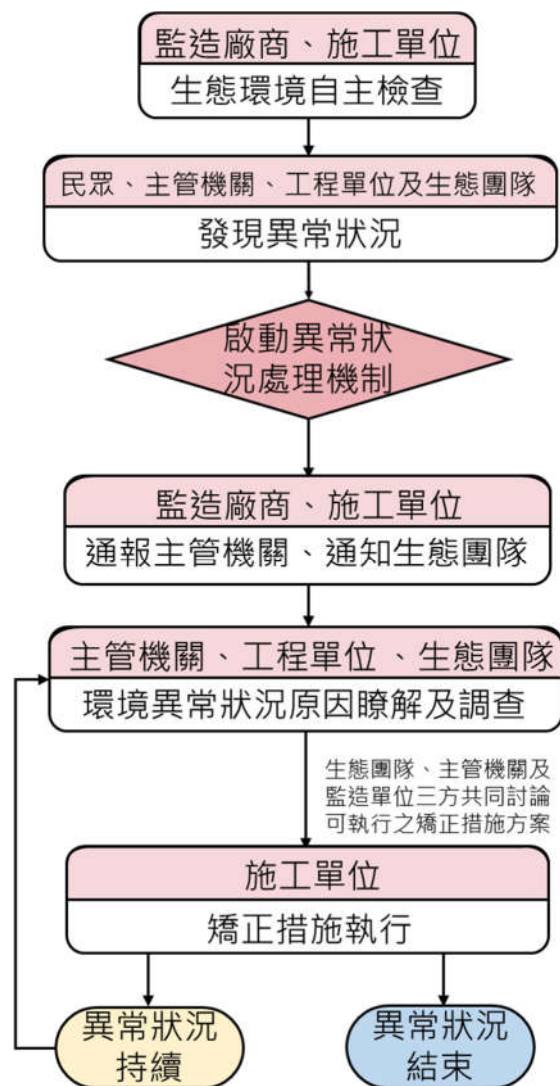 監造廠商、施工單位
生態環境自主檢查
民眾、主管機關、工程單位及生態團隊
發現異常狀況
啟動異常狀
況處理機制
監造廠商、施工單位
通報主管機關、通知生態團隊
主管機關、工程單位、生態團隊
環境異常狀況原因瞭解及調查
生態團隊、主管機關及
監造單位三方共同討論
可執行之矯正措施方案
施工單位
矯正措施執行
異常狀況
持續
異常狀況
結束